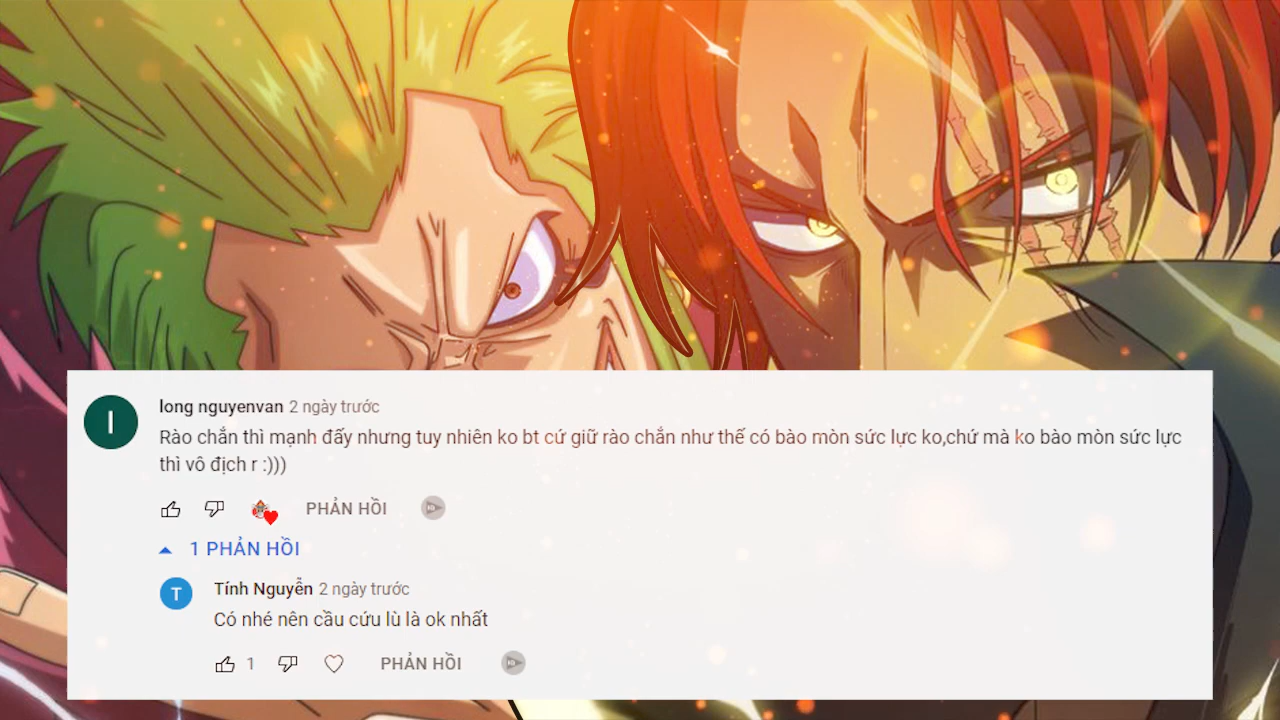 I
long nguyenvan 2 ngày trước
Rào chắn thì mạnh đấy nhưng tuy nhiên ko bt cứ giữ rào chắn như thế có bào mòn sức lực ko,chứ mà ko bào mòn sức lực
thì vô địch r :)))
PHẢN HỒI
1 PHẢN HỒI
T
Tính Nguyễn 2 ngày trước
Có nhé nên cầu cứu lù là ok nhất
1 PHẢN HỒI